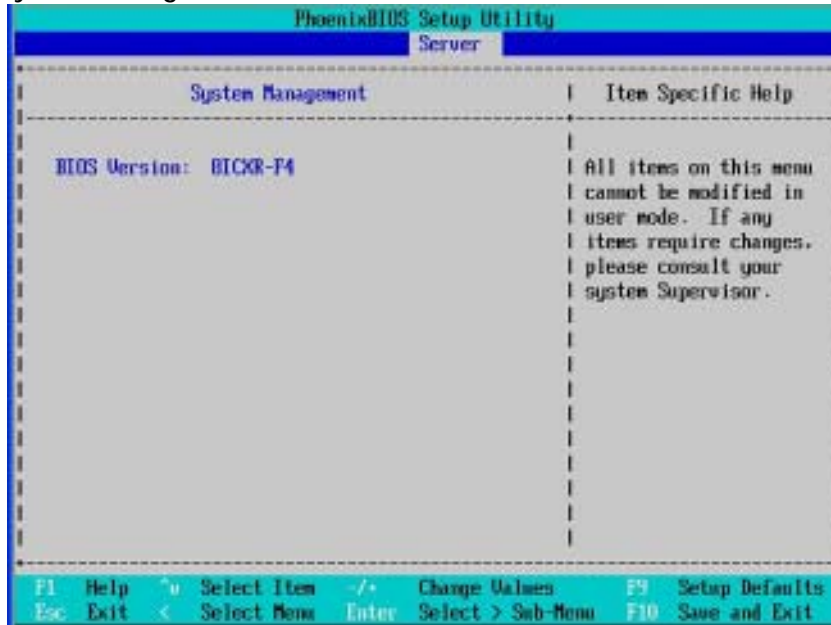 PhoenixBIOS Setup Utility
Server
System Management
Item Specific Help
BIOS Version: BICXR-F4
All items on this menu
cannot be modified in
user mode. If any
items require changes,
please consult your
system Supervisor.
F1 Help ^v Select Item -/+ Change Values F9 Setup Defaults
Esc Exit < Select Menu Enter Select > Sub-Menu F10 Save and Exit